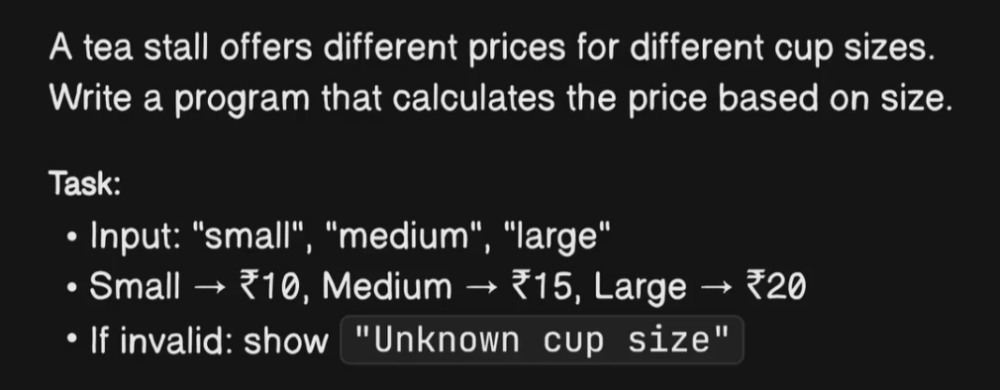 A tea stall offers different prices for different cup sizes.
Write a program that calculates the price based on size.
Task:
• Input: "small", "medium", "large"
• Small → ₹10, Medium → ₹15, Large → ₹20
• If invalid: show "Unknown cup size"